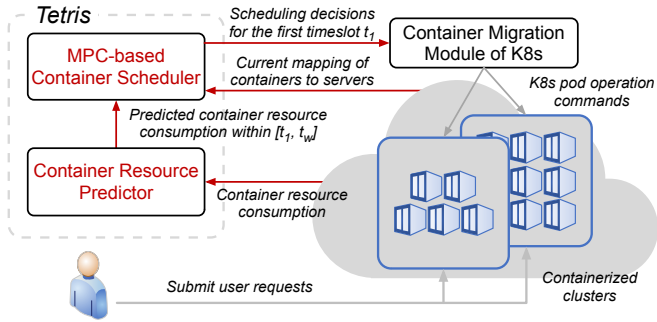 Tetris
MPC-based
Container Scheduler
Scheduling decisions
for the first timeslot t1
Container Migration
Module of K8s
Current mapping of
containers to servers
K8s pod operation
commands
Predicted container resource
consumption within [t1, tw]
Container Resource
Predictor
Container resource
consumption
Submit user requests
Containerized
clusters